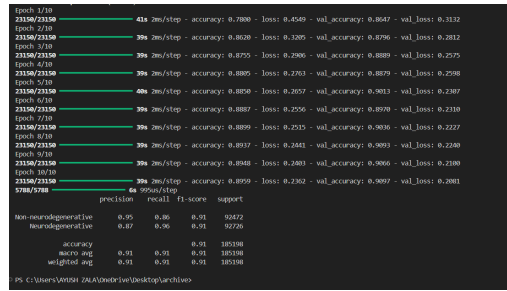 Epoch 1/10
23150/23150 41s 2ms/step - accuracy: 0.7800 - loss: 0.4549 - val_accuracy: 0.8647 - val_loss: 0.3132
Epoch 2/10
23150/23150 39s 2ms/step - accuracy: 0.8620 - loss: 0.3205 - val_accuracy: 0.8796 - val_loss: 0.2812
Epoch 3/10
23150/23150 39s 2ms/step - accuracy: 0.8755 - loss: 0.2906 - val_accuracy: 0.8889 - val_loss: 0.2575
Epoch 4/10
23150/23150 39s 2ms/step - accuracy: 0.8805 - loss: 0.2763 - val_accuracy: 0.8879 - val_loss: 0.2598
Epoch 5/10
23150/23150 40s 2ms/step - accuracy: 0.8850 - loss: 0.2657 - val_accuracy: 0.9013 - val_loss: 0.2307
Epoch 6/10
23150/23150 39s 2ms/step - accuracy: 0.8887 - loss: 0.2556 - val_accuracy: 0.8970 - val_loss: 0.2310
Epoch 7/10
23150/23150 39s 2ms/step - accuracy: 0.8899 - loss: 0.2515 - val_accuracy: 0.9036 - val_loss: 0.2227
Epoch 8/10
23150/23150 39s 2ms/step - accuracy: 0.8937 - loss: 0.2441 - val_accuracy: 0.9093 - val_loss: 0.2240
Epoch 9/10
23150/23150 39s 2ms/step - accuracy: 0.8948 - loss: 0.2403 - val_accuracy: 0.9066 - val_loss: 0.2100
Epoch 10/10
23150/23150 39s 2ms/step - accuracy: 0.8959 - loss: 0.2362 - val_accuracy: 0.9097 - val_loss: 0.2081
5788/5788 6s 995us/step
precision recall f1-score support
Non-neurodegenerative 0.95 0.86 0.91 92472
Neurodegenerative 0.87 0.96 0.91 92726
accuracy 0.91 185198
macro avg 0.91 0.91 0.91 185198
weighted avg 0.91 0.91 0.91 185198
PS C:\Users\AYUSH ZALA\OneDrive\Desktop\archive>